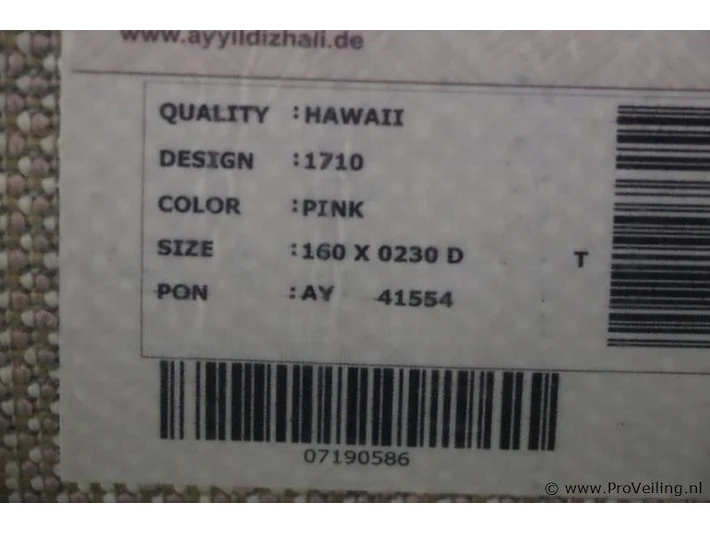 www.ayyildizhali.de
QUALITY :HAWAII
DESIGN :1710
COLOR :PINK
SIZE :160 X 0230 D
T
PON :AY 41554
07190586
© www.ProVeiling.nl